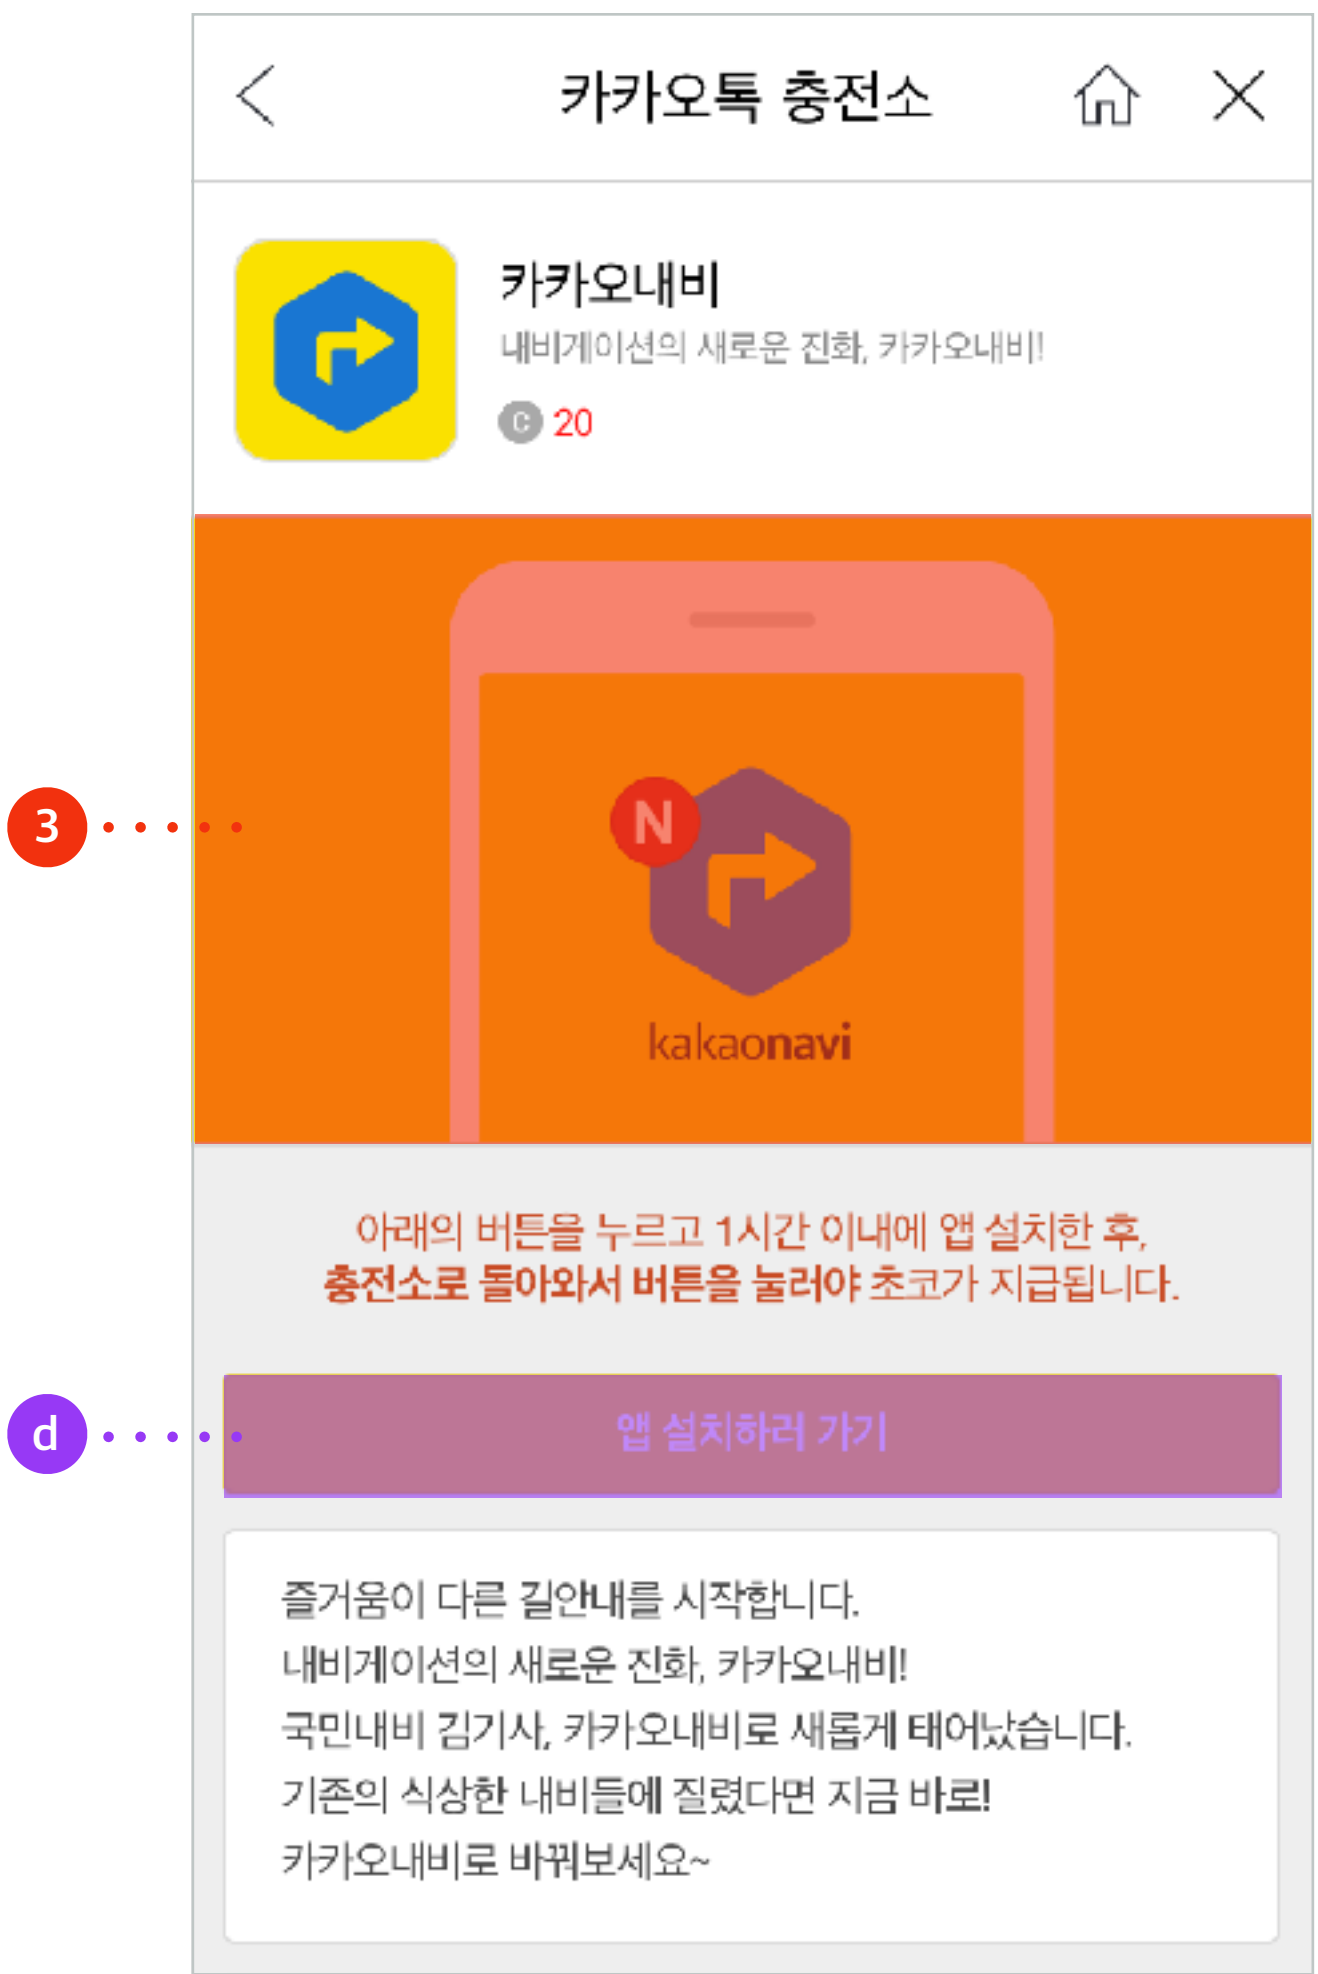 카카오톡 충전소
카카오내비
내비게이션의 새로운 진화, 카카오내비!
C 20
3
N
kakaonavi
아래의 버튼을 누르고 1시간 이내에 앱 설치한 후,
충전소로 돌아와서 버튼을 눌러야 초코가 지급됩니다.
d
앱 설치하러 가기
즐거움이 다른 길안내를 시작합니다.
내비게이션의 새로운 진화, 카카오내비!
국민내비 김기사, 카카오내비로 새롭게 태어났습니다.
기존의 식상한 내비들에 질렸다면 지금 바로!
카카오내비로 바꿔보세요~